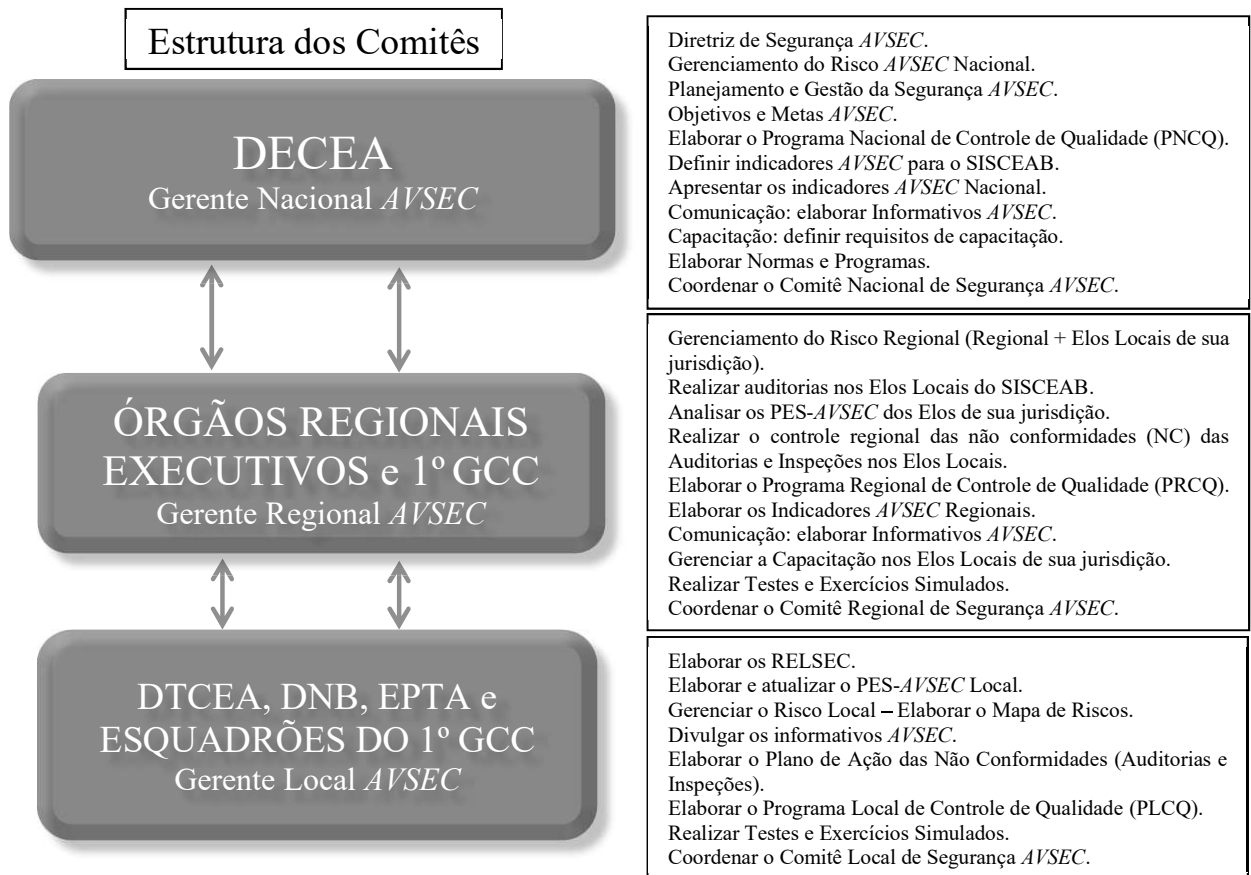 Estrutura dos Comitês
DECEA
Gerente Nacional AVSEC
Diretriz de Segurança AVSEC.
Gerenciamento do Risco AVSEC Nacional.
Planejamento e Gestão da Segurança AVSEC.
Objetivos e Metas AVSEC.
Elaborar o Programa Nacional de Controle de Qualidade (PNCQ).
Definir indicadores AVSEC para o SISCEAB.
Apresentar os indicadores AVSEC Nacional.
Comunicação: elaborar Informativos AVSEC.
Capacitação: definir requisitos de capacitação.
Elaborar Normas e Programas.
Coordenar o Comitê Nacional de Segurança AVSEC.
ÓRGÃOS REGIONAIS
EXECUTIVOS e 1º GCC
Gerente Regional AVSEC
Gerenciamento do Risco Regional (Regional + Elos Locais de sua
jurisdição).
Realizar auditorias nos Elos Locais do SISCEAB.
Analisar os PES-AVSEC dos Elos de sua jurisdição.
Realizar o controle regional das não conformidades (NC) das
Auditorias e Inspeções nos Elos Locais.
Elaborar o Programa Regional de Controle de Qualidade (PRCQ).
Elaborar os Indicadores AVSEC Regionais.
Comunicação: elaborar Informativos AVSEC.
Gerenciar a Capacitação nos Elos Locais de sua jurisdição.
Realizar Testes e Exercícios Simulados.
Coordenar o Comitê Regional de Segurança AVSEC.
DTCEA, DNB, EPTA e
ESQUADRÕES DO 1º GCC
Gerente Local AVSEC
Elaborar os RELSEC.
Elaborar e atualizar o PES-AVSEC Local.
Gerenciar o Risco Local – Elaborar o Mapa de Riscos.
Divulgar os informativos AVSEC.
Elaborar o Plano de Ação das Não Conformidades (Auditorias e
Inspeções).
Elaborar o Programa Local de Controle de Qualidade (PLCQ).
Realizar Testes e Exercícios Simulados.
Coordenar o Comitê Local de Segurança AVSEC.